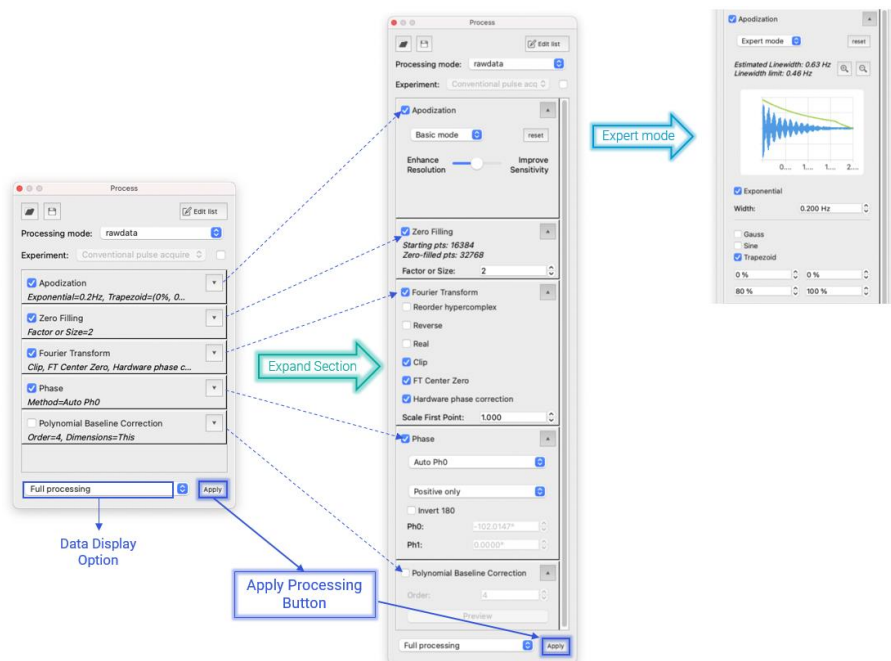 Process
Edit list
Processing mode: rawdata
Experiment: Conventional pulse acquire
Apodization
Exponential=0.2Hz, Trapezoid=(0%, 0...
Zero Filling
Factor or Size=2
Fourier Transform
Clip, FT Center Zero, Hardware phase c...
Phase
Method=Auto Ph0
Polynomial Baseline Correction
Order=4, Dimensions=This
Full processing
Apply
Data Display
Option
Apply Processing
Button
Expand Section
Process
Edit list
Processing mode: rawdata
Experiment: Conventional pulse acq
Apodization
Basic mode
reset
Enhance Improve
Resolution Sensitivity
Zero Filling
Starting pts: 16384
Zero-filled pts: 32768
Factor or Size: 2
Fourier Transform
Reorder hypercomplex
Reverse
Real
Clip
FT Center Zero
Hardware phase correction
Scale First Point: 1.000
Phase
Auto Ph0
Positive only
Invert 180
Ph0: -102.0147°
Ph1: 0.0000°
Polynomial Baseline Correction
Order: 4
Preview
Full processing
Apply
Expert mode
Apodization
Expert mode
reset
Estimated Linewidth: 0.63 Hz
Linewidth limit: 0.46 Hz
0... 1... 1... 2...
Exponential
Width: 0.200 Hz
Gauss
Sine
Trapezoid
0 % 0 %
80 % 100 %